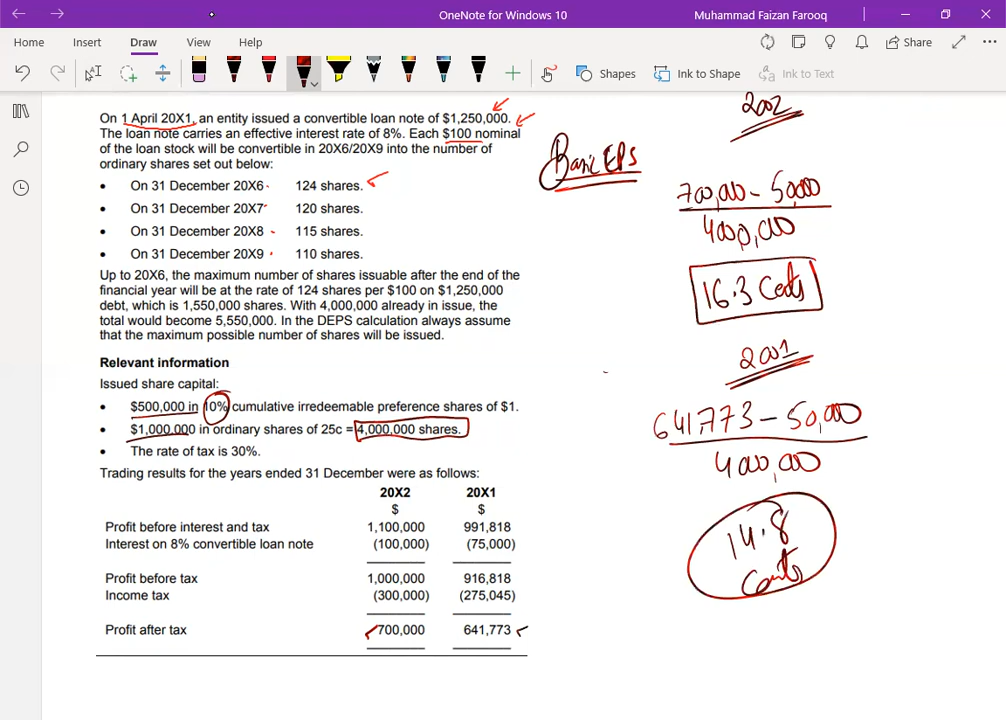 OneNote for Windows 10
Muhammad Faizan Farooq
Home Insert Draw View Help
Share
Shapes Ink to Shape Ink to Text
On 1 April 20X1, an entity issued a convertible loan note of $1,250,000.
The loan note carries an effective interest rate of 8%. Each $100 nominal
of the loan stock will be convertible in 20X6/20X9 into the number of
ordinary shares set out below:
• On 31 December 20X6 124 shares.
• On 31 December 20X7 120 shares.
• On 31 December 20X8 115 shares.
• On 31 December 20X9 110 shares.
Up to 20X6, the maximum number of shares issuable after the end of the
financial year will be at the rate of 124 shares per $100 on $1,250,000
debt, which is 1,550,000 shares. With 4,000,000 already in issue, the
total would become 5,550,000. In the DEPS calculation always assume
that the maximum possible number of shares will be issued.
Relevant information
Issued share capital:
• $500,000 in 10% cumulative irredeemable preference shares of $1.
• $1,000,000 in ordinary shares of 25c = 4,000,000 shares.
• The rate of tax is 30%.
Trading results for the years ended 31 December were as follows:
20X2 20X1
$ $
Profit before interest and tax 1,100,000 991,818
Interest on 8% convertible loan note (100,000) (75,000)
Profit before tax 1,000,000 916,818
Income tax (300,000) (275,045)
Profit after tax 700,000 641,773
Basic EPS
2002
700,000 - 50,000
400,000
16.3 Cents
2001
641,773 - 50,000
400,000
14.8
Cents